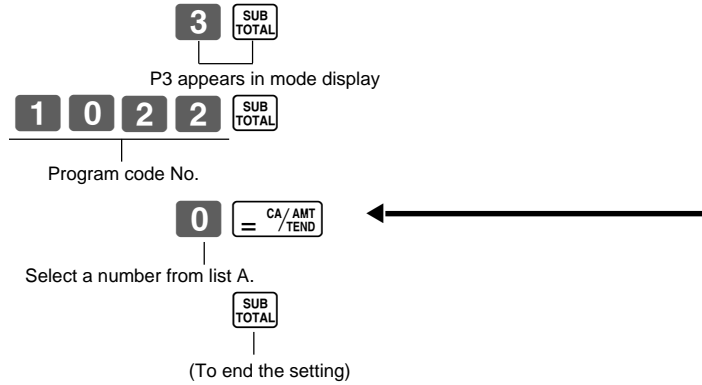 3 SUB TOTAL
P3 appears in mode display
1 0 2 2 SUB TOTAL
Program code No.
0 = CA/AMT/TEND
Select a number from list A.
SUB TOTAL
(To end the setting)